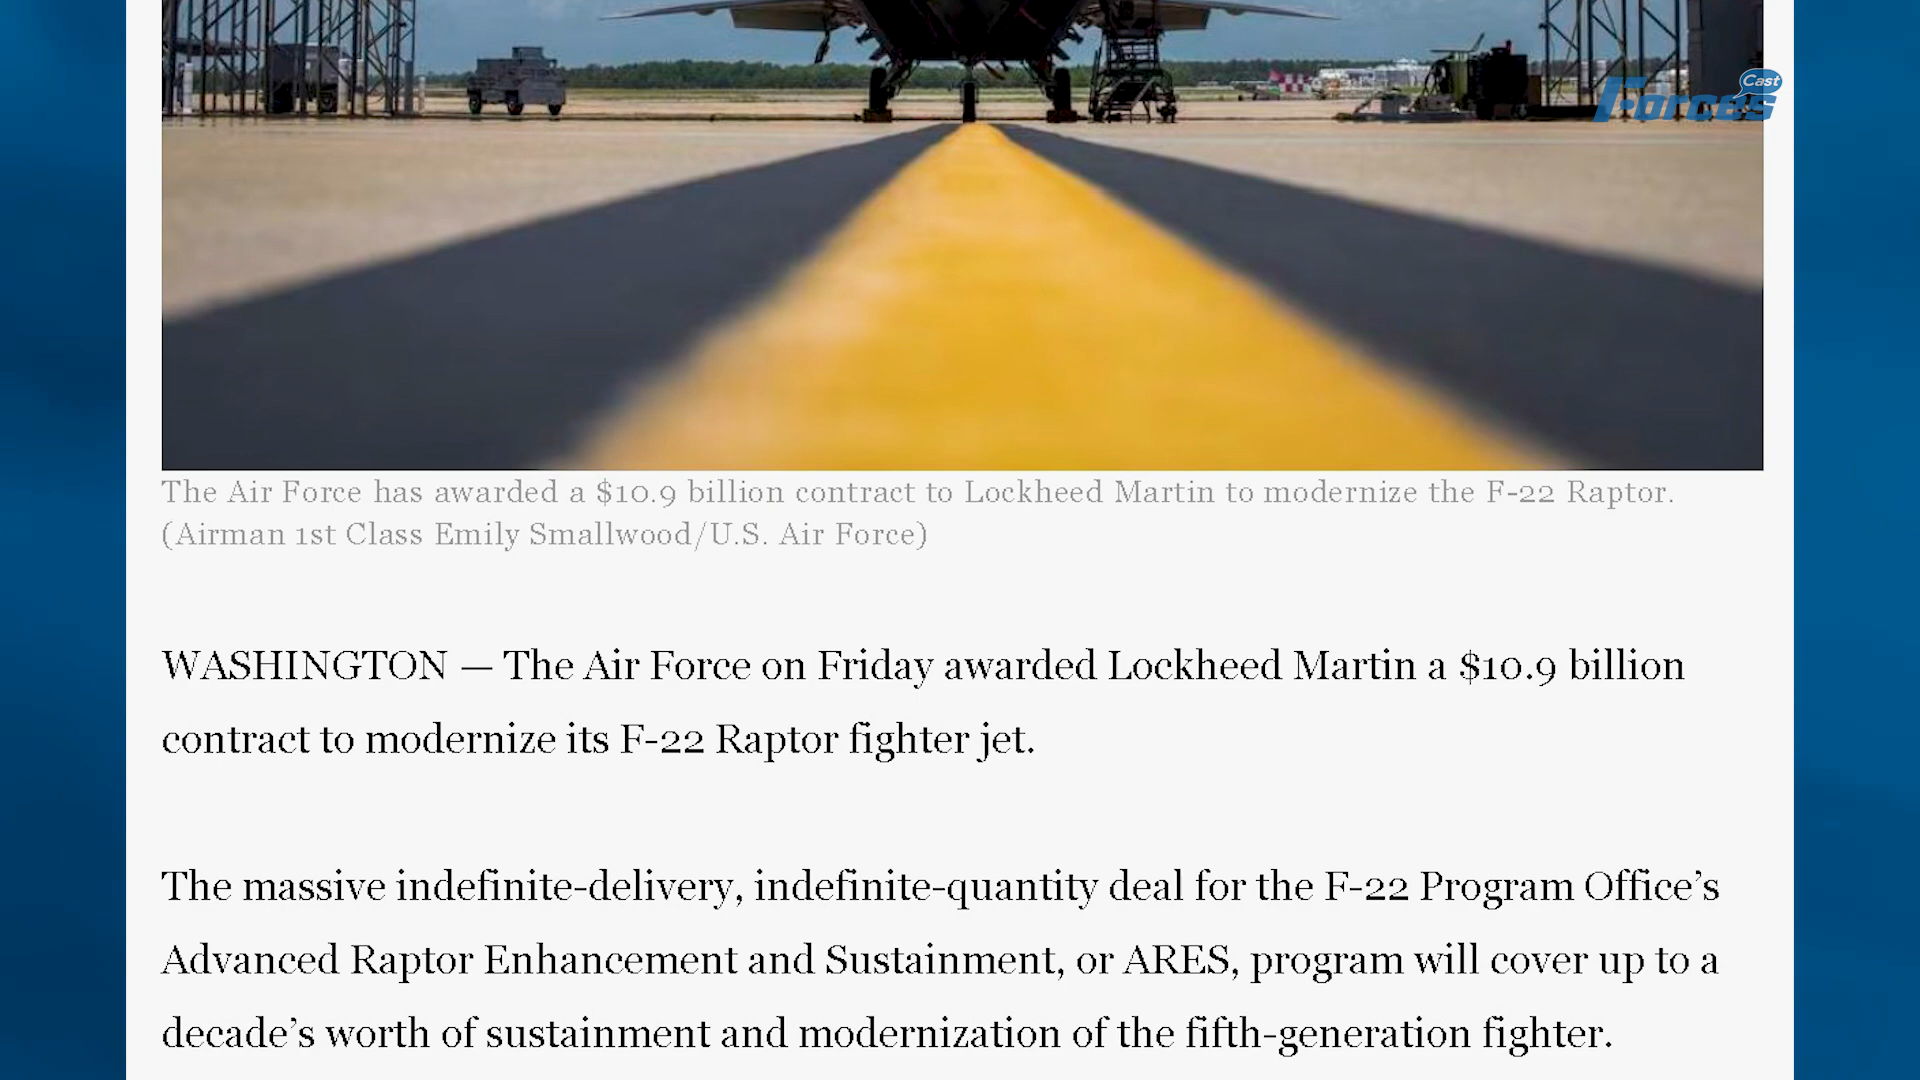 Forces Cast
The Air Force has awarded a $10.9 billion contract to Lockheed Martin to modernize the F-22 Raptor.
(Airman 1st Class Emily Smallwood/U.S. Air Force)
WASHINGTON — The Air Force on Friday awarded Lockheed Martin a $10.9 billion
contract to modernize its F-22 Raptor fighter jet.
The massive indefinite-delivery, indefinite-quantity deal for the F-22 Program Office’s
Advanced Raptor Enhancement and Sustainment, or ARES, program will cover up to a
decade’s worth of sustainment and modernization of the fifth-generation fighter.